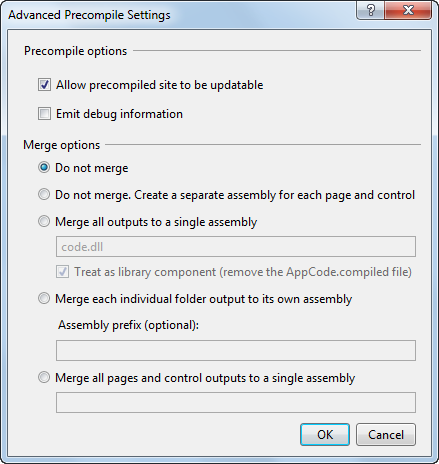 Advanced Precompile Settings
?
Precompile options
Allow precompiled site to be updatable
Emit debug information
Merge options
Do not merge
Do not merge. Create a separate assembly for each page and control
Merge all outputs to a single assembly
code.dll
Treat as library component (remove the AppCode.compiled file)
Merge each individual folder output to its own assembly
Assembly prefix (optional):
Merge all pages and control outputs to a single assembly
OK Cancel